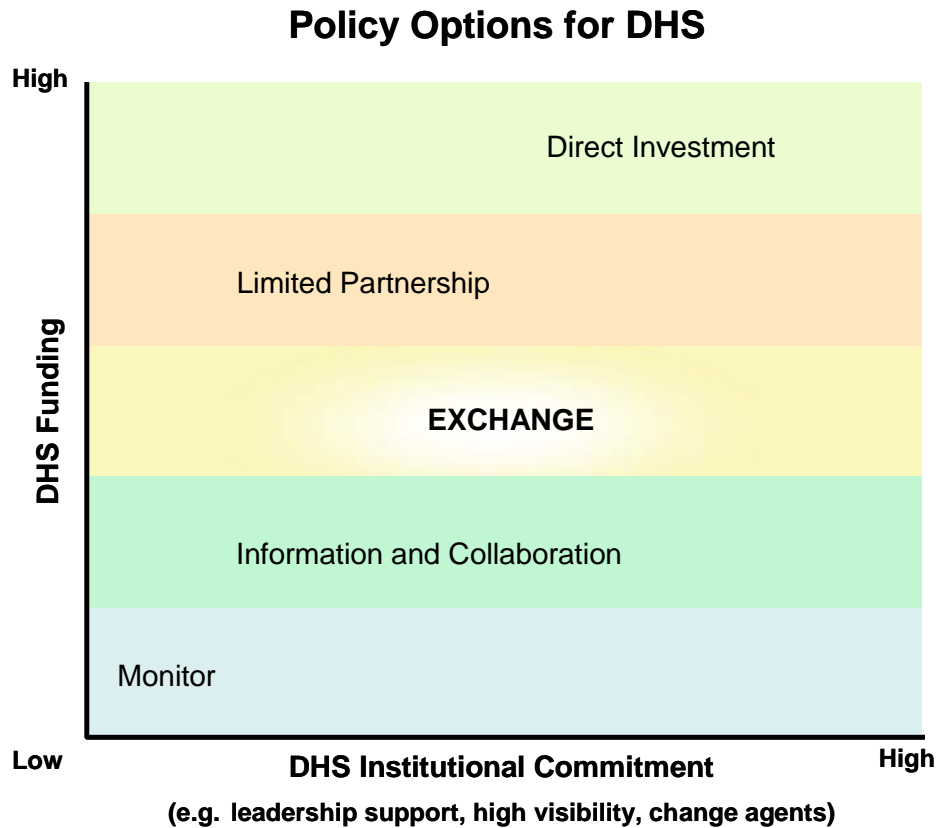 Policy Options for DHS
High
Direct Investment
Limited Partnership
DHS Funding
EXCHANGE
Information and Collaboration
Monitor
Low
DHS Institutional Commitment
High
(e.g. leadership support, high visibility, change agents)